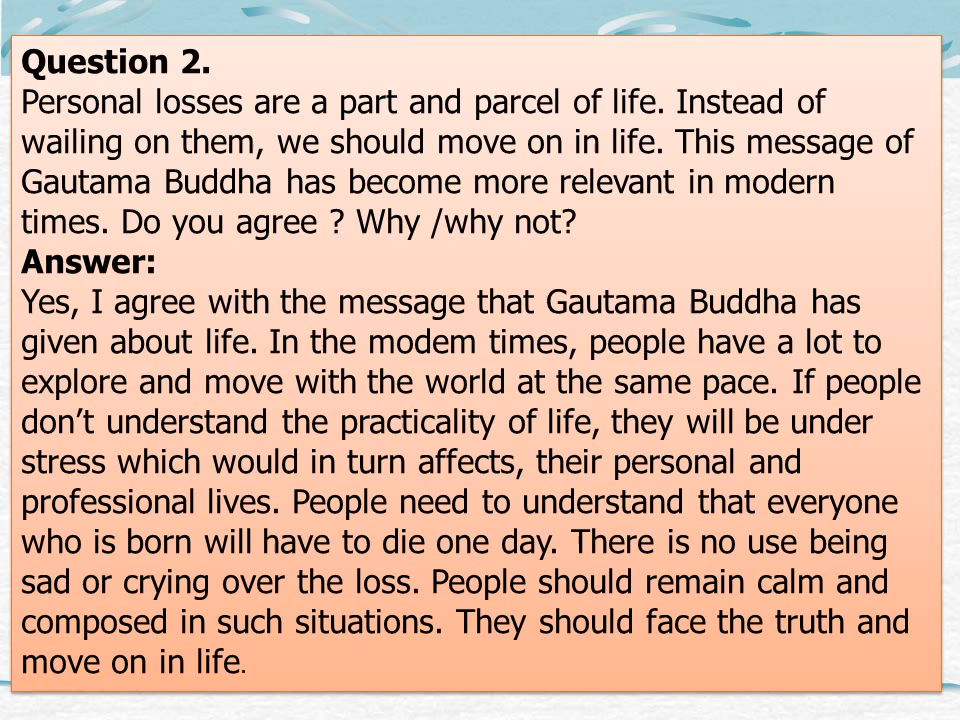 Question 2.
Personal losses are a part and parcel of life. Instead of
wailing on them, we should move on in life. This message of
Gautama Buddha has become more relevant in modern
times. Do you agree ? Why /why not?
Answer:
Yes, I agree with the message that Gautama Buddha has
given about life. In the modem times, people have a lot to
explore and move with the world at the same pace. If people
don’t understand the practicality of life, they will be under
stress which would in turn affects, their personal and
professional lives. People need to understand that everyone
who is born will have to die one day. There is no use being
sad or crying over the loss. People should remain calm and
composed in such situations. They should face the truth and
move on in life.